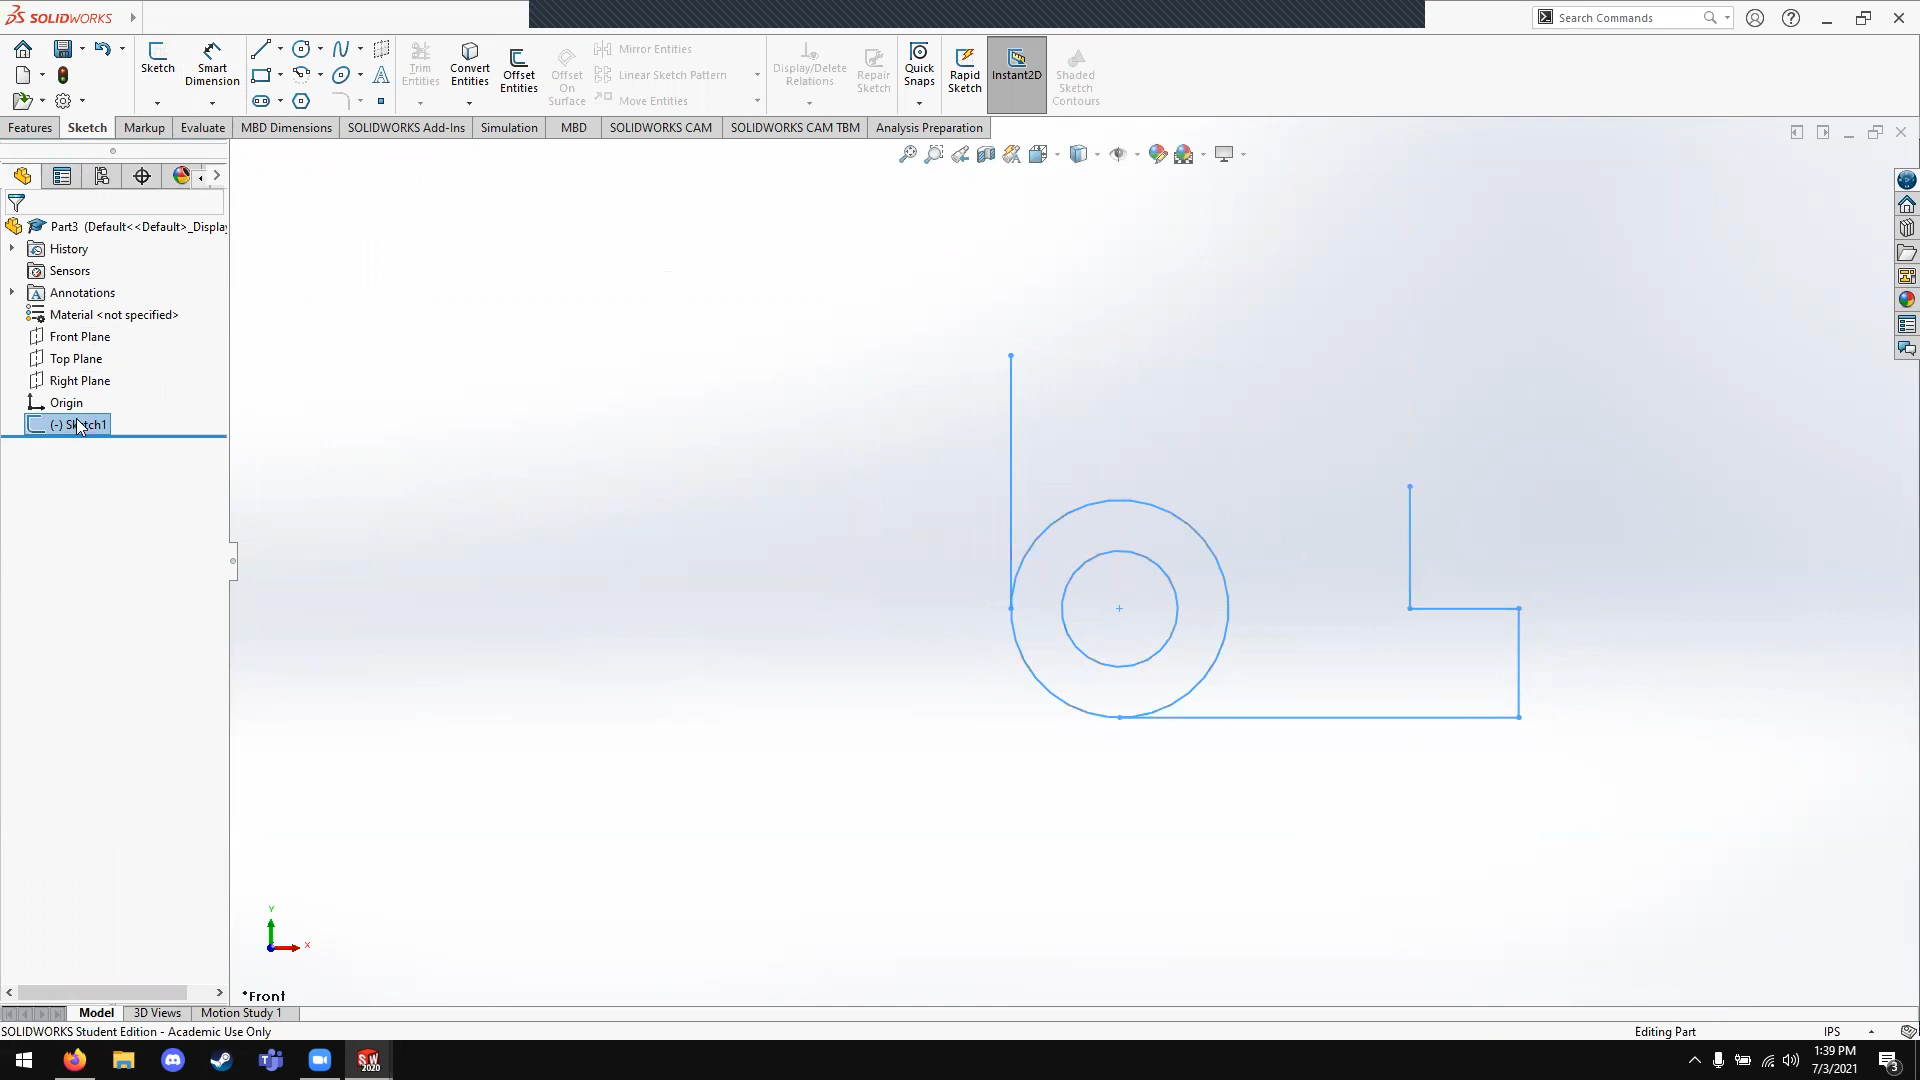 SOLIDWORKS
Search Commands
Sketch
Smart
Dimension
Trim
Entities
Convert
Entities
Offset
Entities
Offset
On
Surface
Mirror Entities
Linear Sketch Pattern
Move Entities
Display/Delete
Relations
Repair
Sketch
Quick
Snaps
Rapid
Sketch
Instant2D
Shaded
Sketch
Contours
Features
Sketch
Markup
Evaluate
MBD Dimensions
SOLIDWORKS Add-Ins
Simulation
MBD
SOLIDWORKS CAM
SOLIDWORKS CAM TBM
Analysis Preparation
Part3 (Default<<Default>_Displa
History
Sensors
Annotations
Material <not specified>
Front Plane
Top Plane
Right Plane
Origin
(-) Sketch1
Y
X
*Front
Model
3D Views
Motion Study 1
SOLIDWORKS Student Edition - Academic Use Only
Editing Part
IPS
1:39 PM
7/3/2021
3
SW
2020